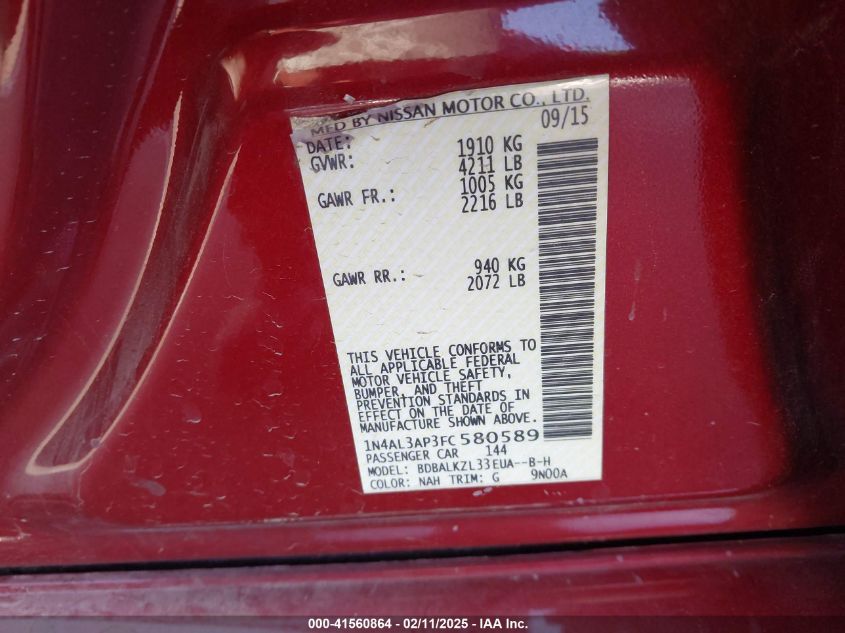 MFD BY NISSAN MOTOR CO., LTD.
DATE: 09/15
GVWR: 1910 KG
4211 LB
GAWR FR.: 1005 KG
2216 LB
GAWR RR.: 940 KG
2072 LB
THIS VEHICLE CONFORMS TO
ALL APPLICABLE FEDERAL
MOTOR VEHICLE SAFETY,
BUMPER, AND THEFT
PREVENTION STANDARDS IN
EFFECT ON THE DATE OF
MANUFACTURE SHOWN ABOVE.
1N4AL3AP3FC580589
PASSENGER CAR 144
MODEL: BDBALKZL33EUA--B-H
COLOR: NAH TRIM: G 9N00A
000-41560864 / 02/11/2025 - IAA Inc.